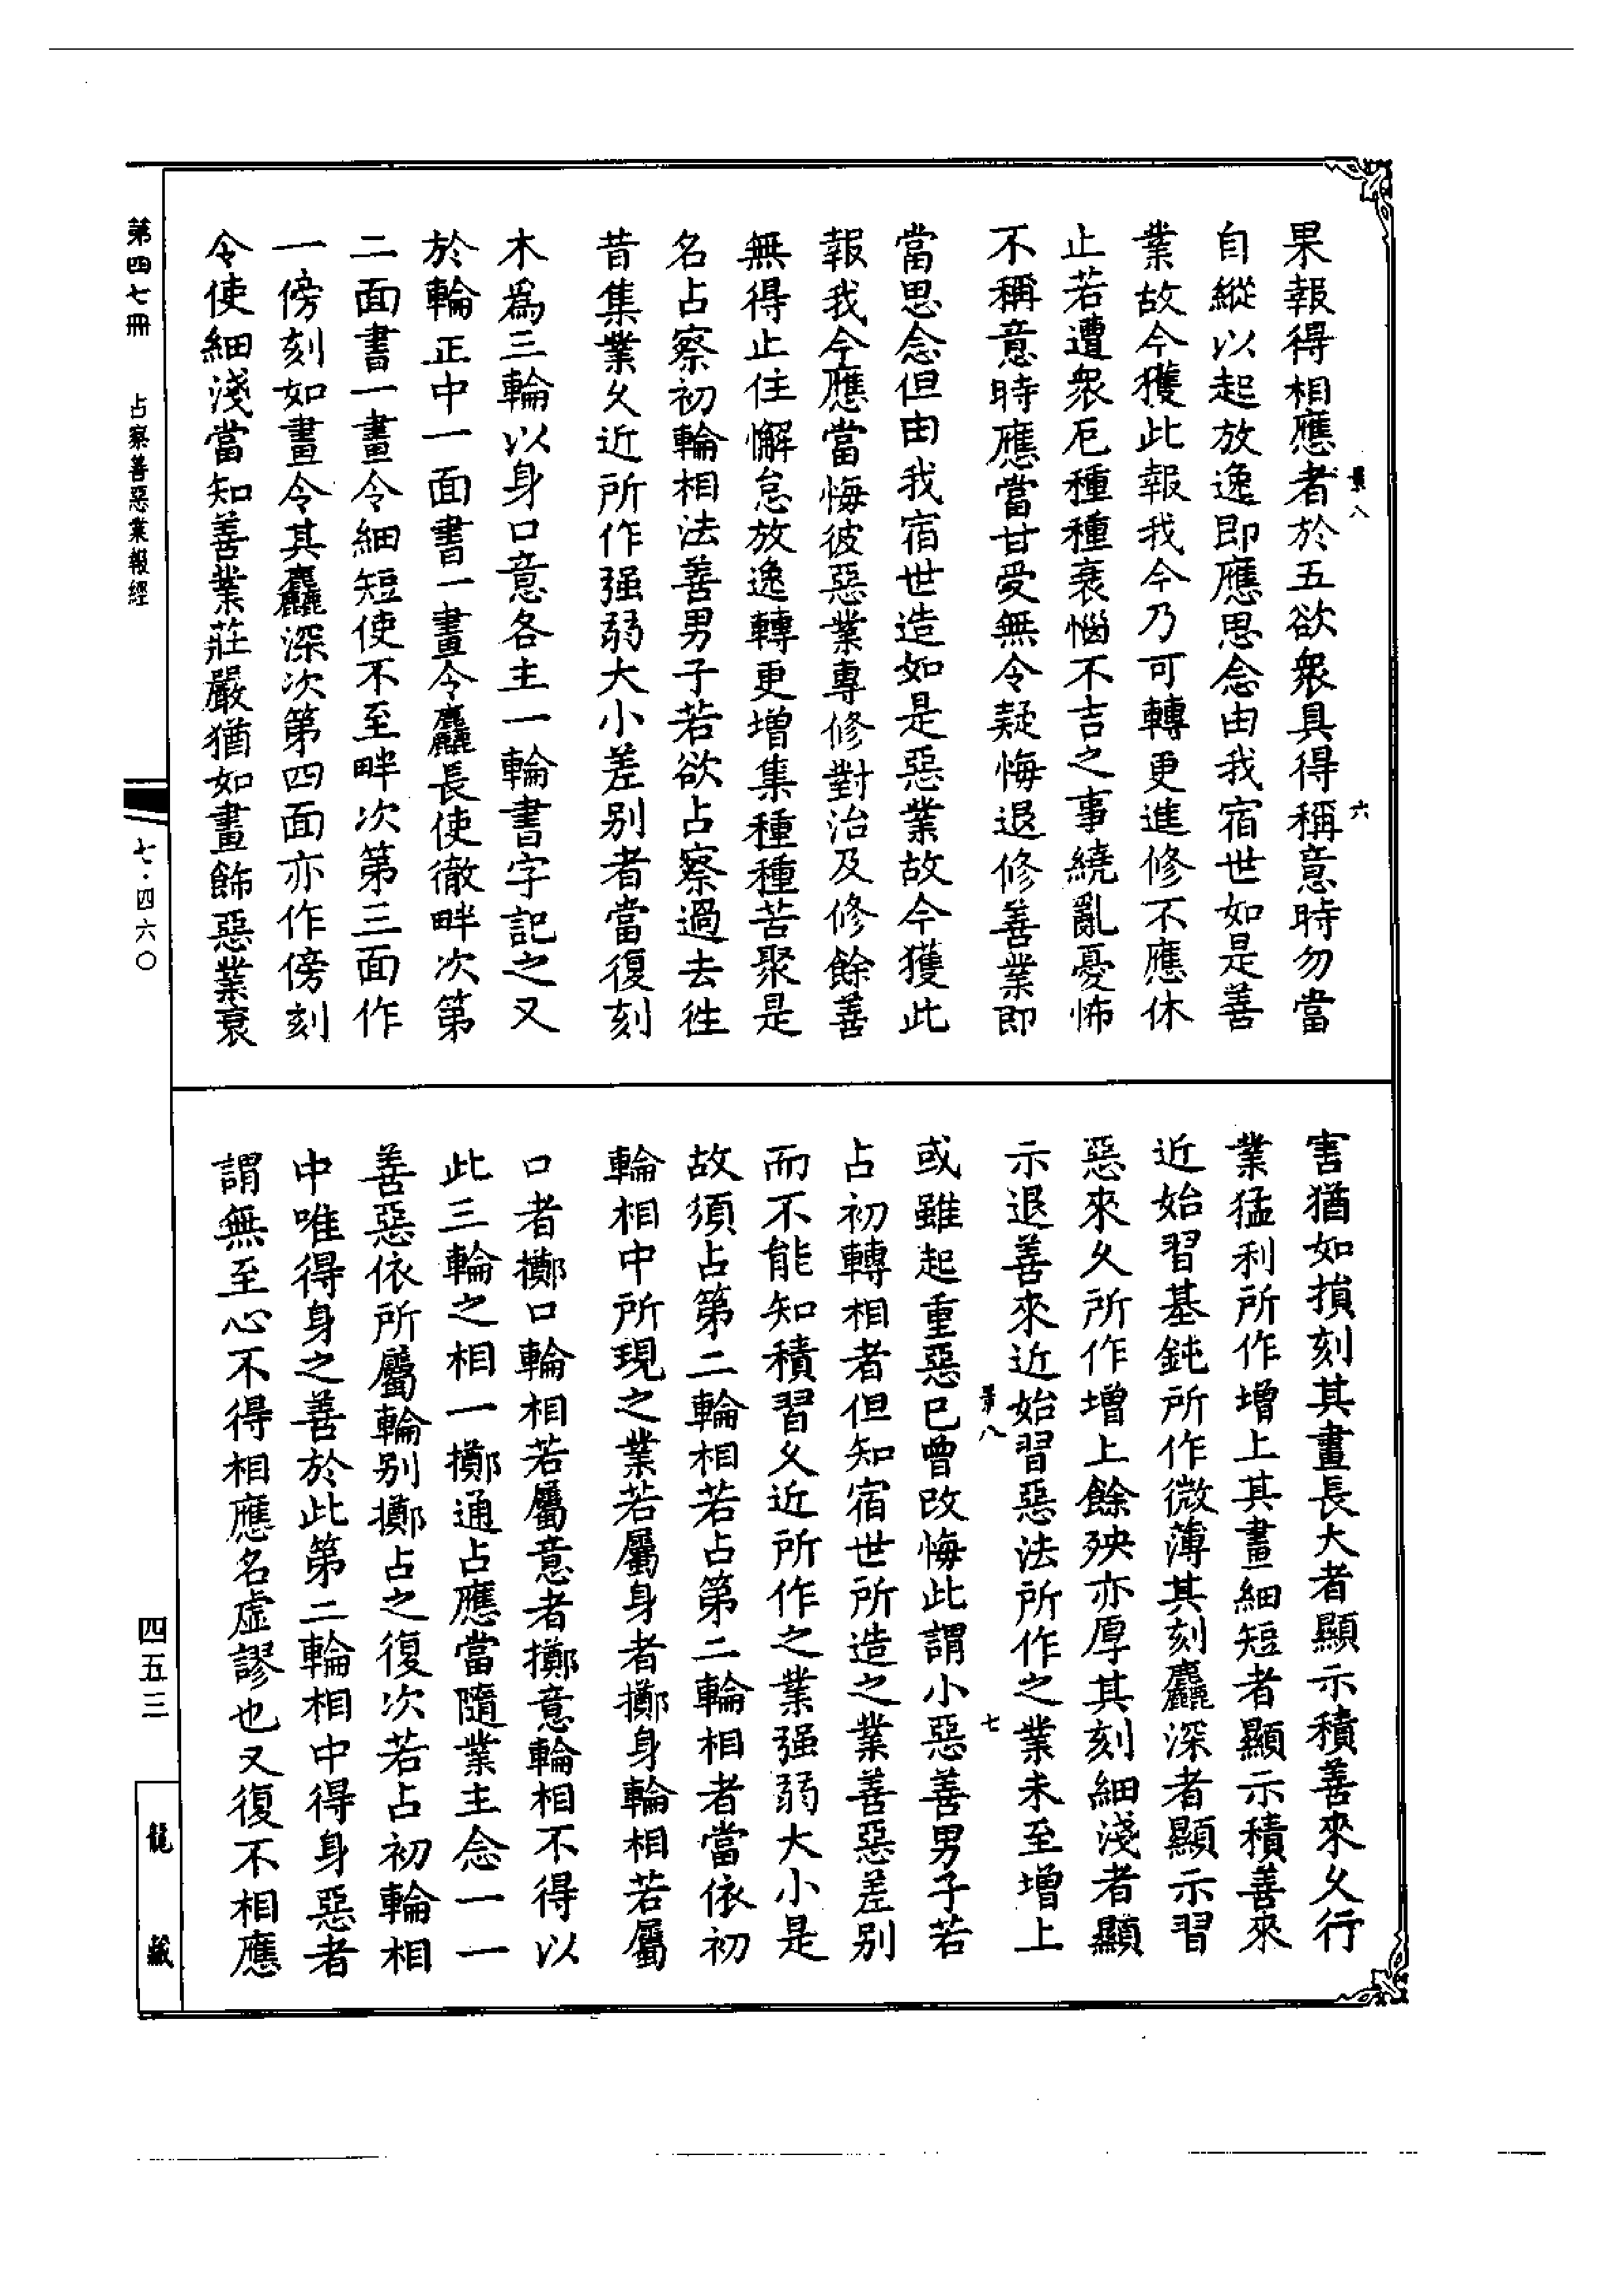 果報得相應者於五欲衆具得稱意時勿當
自縱以起放逸即應思念由我宿世如是善
業故今獲此報我今乃可轉更進修不應休
止若遭衆厄種種衰惱不吉之事繞亂憂怖
不稱意時應當甘受無令疑悔退修善業即
當思念但由我宿世造如是惡業故今獲此
報我今應當悔彼惡業專修對治及修餘善
無得止住懈怠放逸轉更增集種種苦聚是
名占察初輪相法善男子若欲占察過去徃
昔集業乆近所作强弱大小差别者當復刻
木爲三輪以身口意各主一輪書字記之又
於輪正中一面書一畫令麤長使徹畔次第
二面書一畫令細短使不至畔次第三面作
一傍刻如畫令其麤深次第四面亦作傍刻
令使細淺當知善業莊嚴猶如畫飾惡業衰
害猶如損刻其畫長大者顯示積善來乆行
業猛利所作增上其畫細短者顯示積善來
近始習基鈍所作微薄其刻麤深者顯示習
惡來乆所作增上餘殃亦厚其刻細淺者顯
示退善來近始習惡法所作之業未至增上
或雖起重惡已曾改悔此謂小惡善男子若
占初轉相者但知宿世所造之業善惡差别
而不能知積習乆近所作之業强弱大小是
故須占第二輪相若占第二輪相者當依初
輪相中所現之業若屬身者擲身輪相若屬
口者擲口輪相若屬意者擲意輪相不得以
此三輪之相一擲通占應當隨業主念一一
善惡依所屬輪别擲占之復次若占初輪相
中唯得身之善於此第二輪相中得身惡者
謂無至心不得相應名虛謬也又復不相應
八
六
八
七
第四七冊
占察善惡業報經
七·四六〇
四五三
龍藏